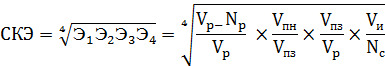 СКЭ = ⁴√(Э₁Э₂Э₃Э₄) = ⁴√((Vр₋ Nр)/Vр × Vпн/Vпз × Vпз/Vр × Vи/Nс)